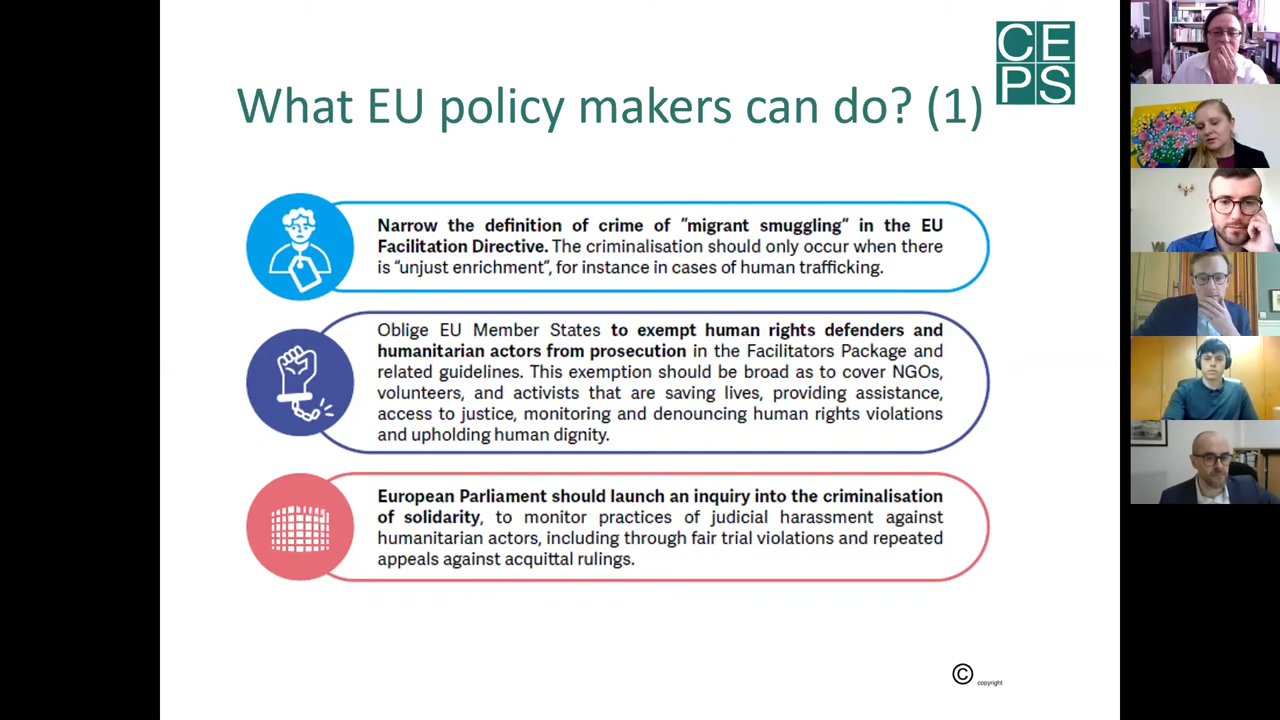 CE
PS
What EU policy makers can do? (1)
Narrow the definition of crime of “migrant smuggling” in the EU
Facilitation Directive. The criminalisation should only occur when there
is “unjust enrichment”, for instance in cases of human trafficking.
Oblige EU Member States to exempt human rights defenders and
humanitarian actors from prosecution in the Facilitators Package and
related guidelines. This exemption should be broad as to cover NGOs,
volunteers, and activists that are saving lives, providing assistance,
access to justice, monitoring and denouncing human rights violations
and upholding human dignity.
European Parliament should launch an inquiry into the criminalisation
of solidarity, to monitor practices of judicial harassment against
humanitarian actors, including through fair trial violations and repeated
appeals against acquittal rulings.
© copyright